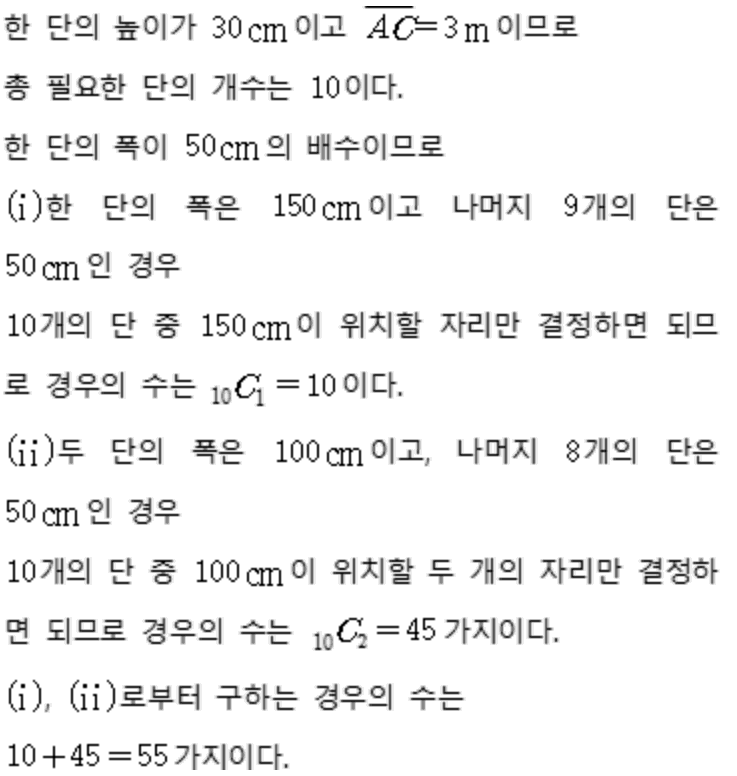 한 단의 높이가 30cm이고 \overline{AC}=3m이므로
총 필요한 단의 개수는 10이다.
한 단의 폭이 50cm의 배수이므로
(i)한 단의 폭은 150cm이고 나머지 9개의 단은
50cm인 경우
10개의 단 중 150cm이 위치할 자리만 결정하면 되므
로 경우의 수는 ₁₀C₁=10이다.
(ii)두 단의 폭은 100cm이고, 나머지 8개의 단은
50cm인 경우
10개의 단 중 100cm이 위치할 두 개의 자리만 결정하
면 되므로 경우의 수는 ₁₀C₂=45가지이다.
(i), (ii)로부터 구하는 경우의 수는
10+45=55가지이다.